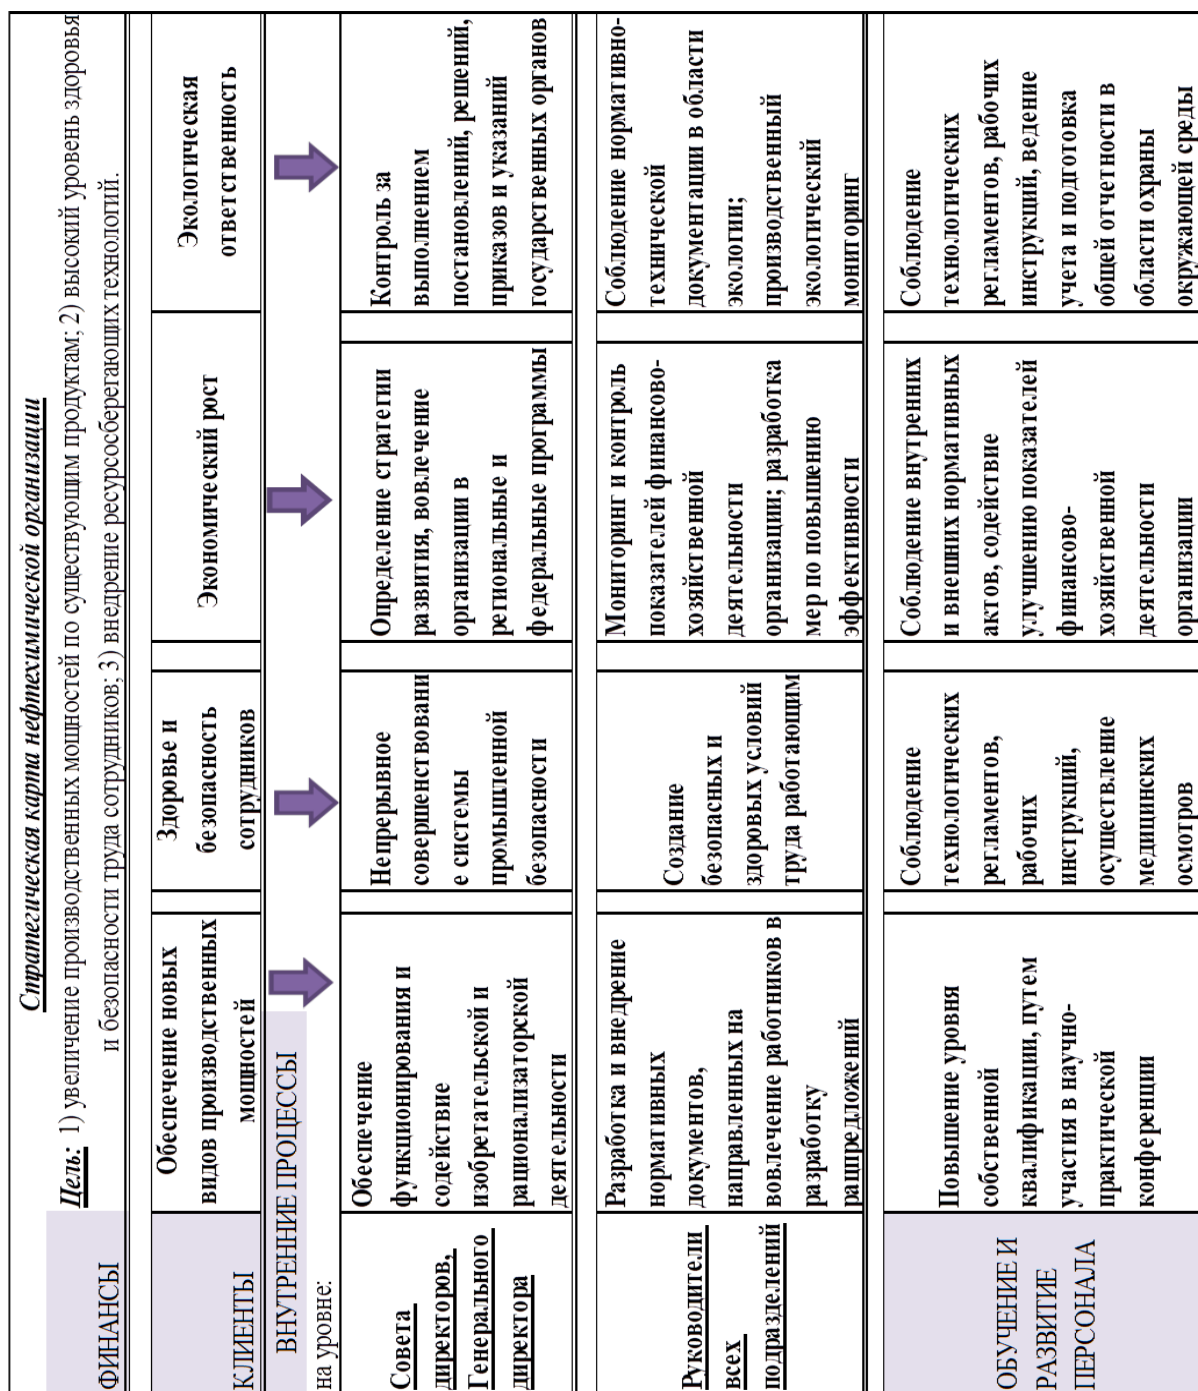 Стратегическая карта нефтехимической организации
ФИНАНСЫ
Цель: 1) увеличение производственных мощностей по существующим продуктам; 2) высокий уровень здоровья
и безопасности труда сотрудников; 3) внедрение ресурсосберегающих технологий.
КЛИЕНТЫ
Обеспечение новых
видов производственных
мощностей
Здоровье и
безопасность
сотрудников
Экономический рост
Экологическая
ответственность
ВНУТРЕННИЕ ПРОЦЕССЫ
на уровне:
Совета
директоров,
Генерального
директора
Обеспечение
функционирования и
содействие
изобретательской и
рационализаторской
деятельности
Непрерывное
совершенствовани
е системы
промышленной
безопасности
Определение стратегии
развития, вовлечение
организации в
региональные и
федеральные программы
Контроль за
выполнением
постановлений, решений,
приказов и указаний
государственных органов
Руководители
всех
подразделений
Разработка и внедрение
нормативных
документов,
направленных на
вовлечение работников в
разработку
рацпредложений
Создание
безопасных и
здоровых условий
труда работающим
Мониторинг и контроль
показателей финансово-
хозяйственной
деятельности
организации; разработка
мер по повышению
эффективности
Соблюдение нормативно-
технической
документации в области
экологии;
производственный
экологический
мониторинг
ОБУЧЕНИЕ И
РАЗВИТИЕ
ПЕРСОНАЛА
Повышение уровня
собственной
квалификации, путем
участия в научно-
практической
конференции
Соблюдение
технологических
регламентов,
рабочих
инструкций,
осуществление
медицинских
осмотров
Соблюдение внутренних
и внешних нормативных
актов, содействие
улучшению показателей
финансово-
хозяйственной
деятельности
организации
Соблюдение
технологических
регламентов, рабочих
инструкций, ведение
учета и подготовка
общей отчетности в
области охраны
окружающей среды